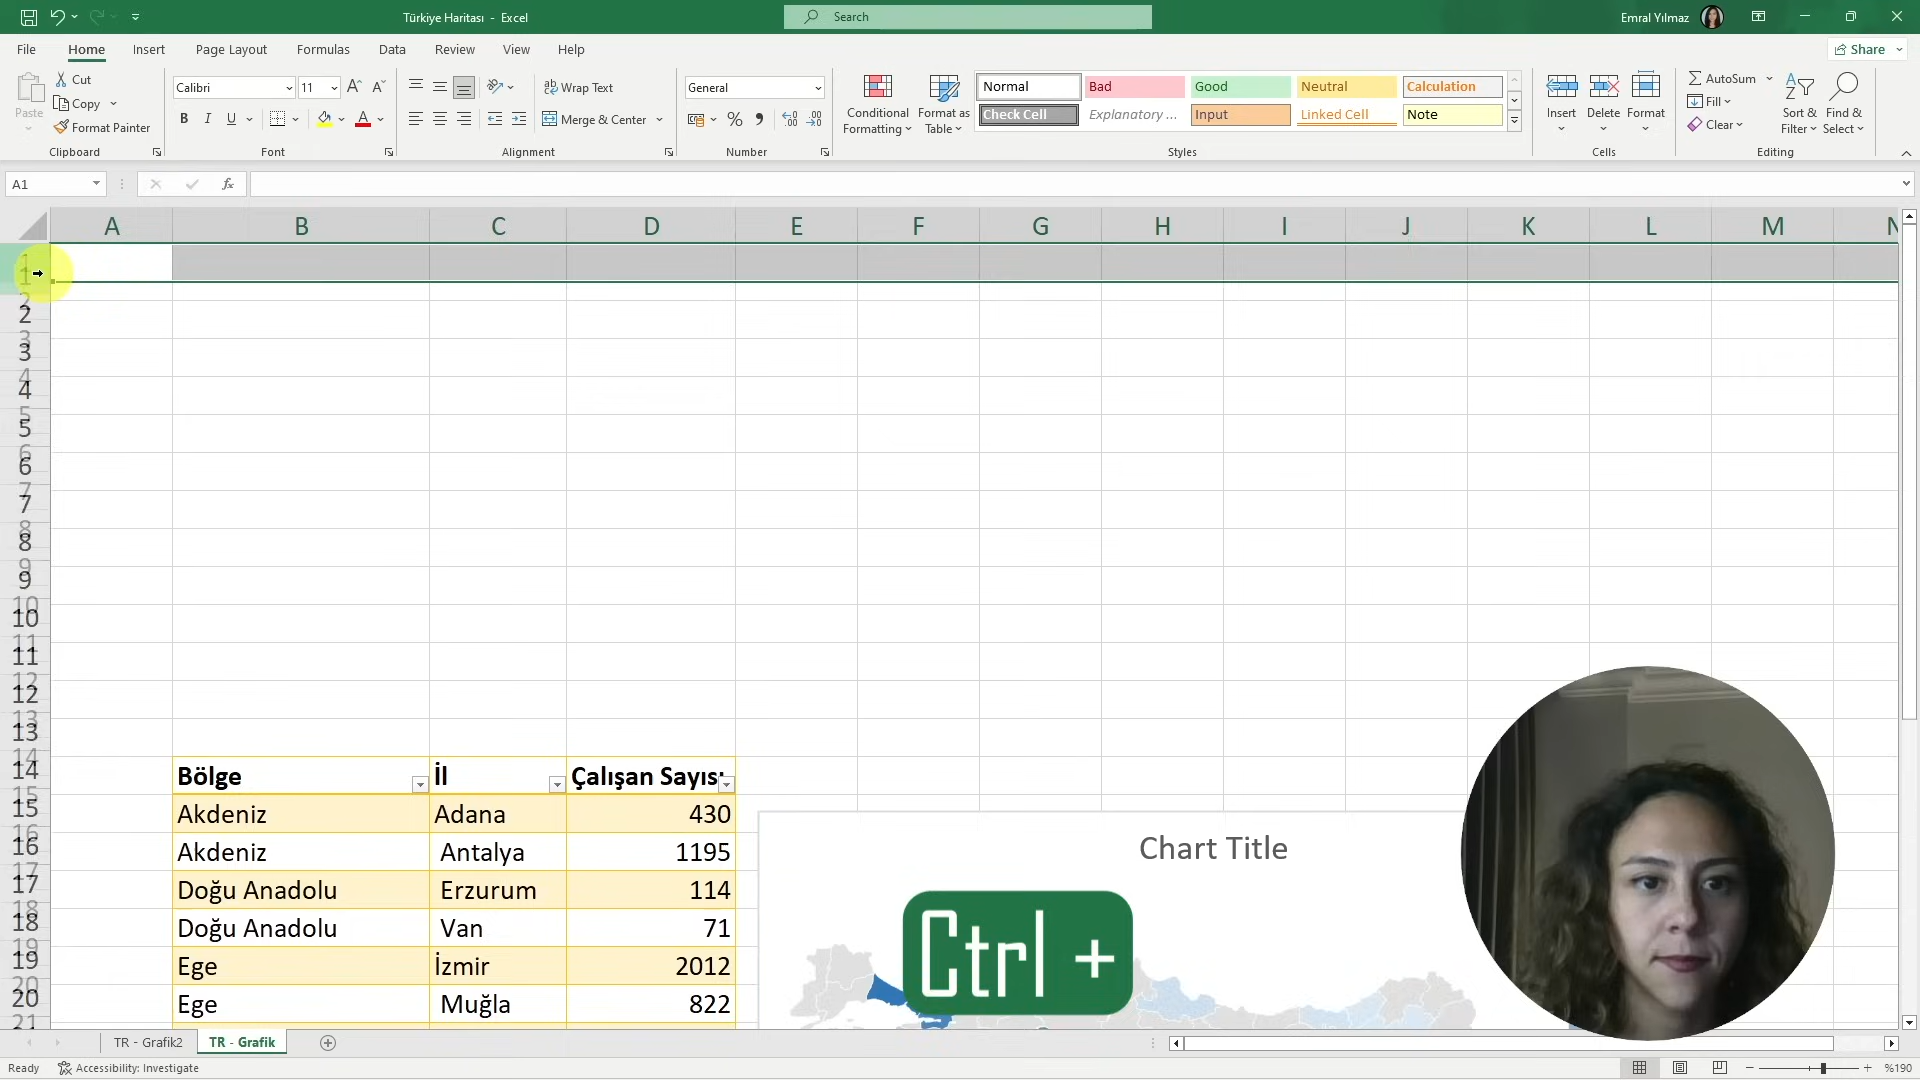 Türkiye Haritası - Excel
Search
Emral Yılmaz
File Home Insert Page Layout Formulas Data Review View Help
Share
Paste
Cut
Copy
Format Painter
Clipboard
Calibri 11
B I U
Font
Wrap Text
Merge & Center
Alignment
General
Number
Conditional Formatting
Format as Table
Normal Bad Good Neutral Calculation
Check Cell Explanatory ... Input Linked Cell Note
Styles
Insert Delete Format
Cells
AutoSum
Fill
Clear
Sort & Filter
Find & Select
Editing
A1
fx
A B C D E F G H I J K L M N
1
2
3
4
5
6
7
8
9
10
11
12
13
14 Bölge İl Çalışan Sayısı
15 Akdeniz Adana 430
16 Akdeniz Antalya 1195
17 Doğu Anadolu Erzurum 114
18 Doğu Anadolu Van 71
19 Ege İzmir 2012
20 Ege Muğla 822
21
Chart Title
Ctrl +
TR - Grafik2 TR - Grafik
Ready Accessibility: Investigate
%190